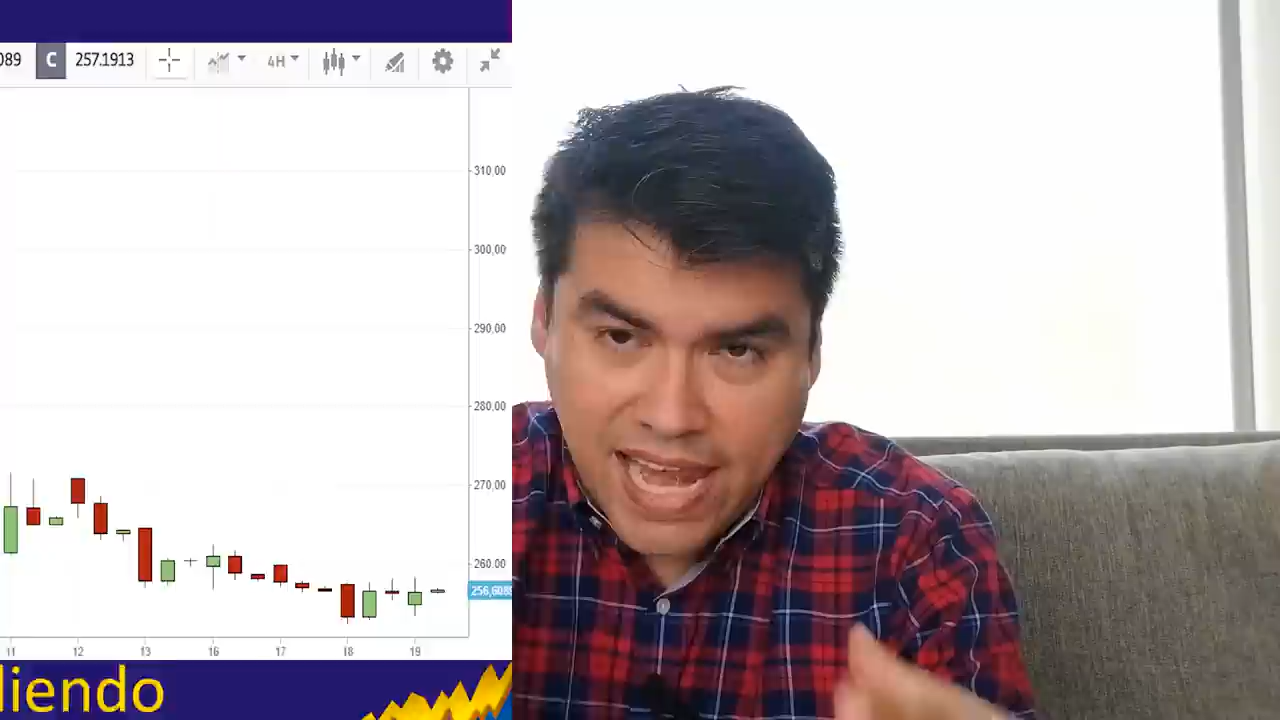 089 C 257.1913 4H
310,00
300,00
290,00
280,00
270,00
260,00
256,6089
11 12 13 16 17 18 19
liendo